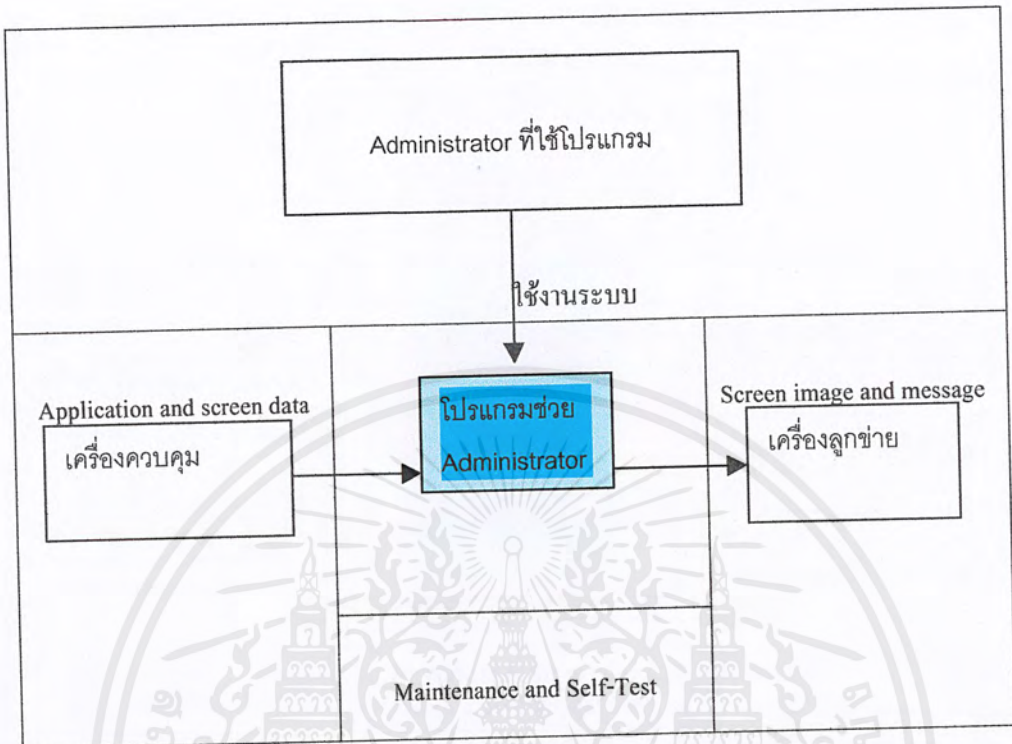 Administrator ที่ใช้โปรแกรม
ใช้งานระบบ
Application and screen data
เครื่องควบคุม
โปรแกรมช่วย
Administrator
Screen image and message
เครื่องลูกข่าย
Maintenance and Self-Test